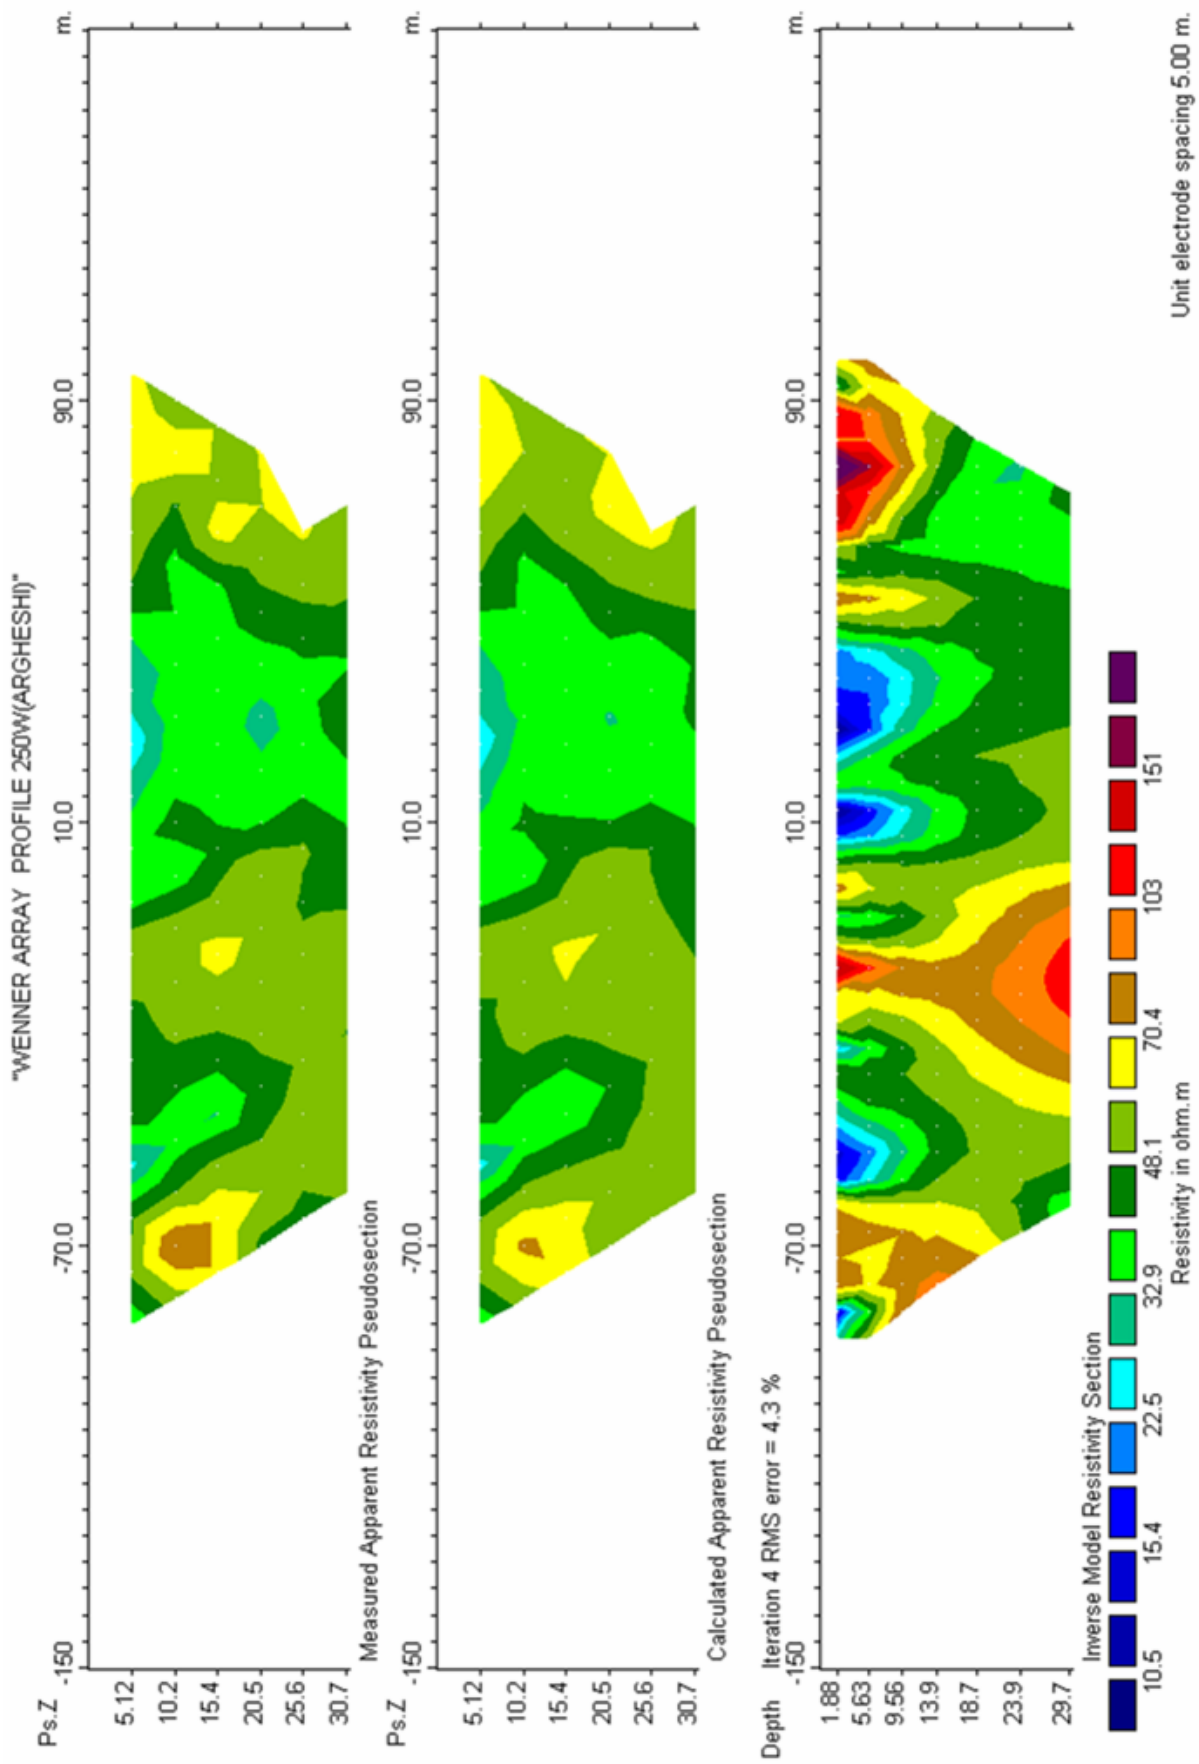 "WENNER ARRAY  PROFILE 250W(ARGHESHI)"
Ps.Z -150 -70.0 10.0 90.0 m.
5.12
10.2
15.4
20.5
25.6
30.7
Measured Apparent Resistivity Pseudosection
Ps.Z -150 -70.0 10.0 90.0 m.
5.12
10.2
15.4
20.5
25.6
30.7
Calculated Apparent Resistivity Pseudosection
Depth Iteration 4 RMS error = 4.3 %
-150 -70.0 10.0 90.0 m.
1.88
5.63
9.56
13.9
18.7
23.9
29.7
Inverse Model Resistivity Section
10.5 15.4 22.5 32.9 48.1 70.4 103 151
Resistivity in ohm.m
Unit electrode spacing 5.00 m.